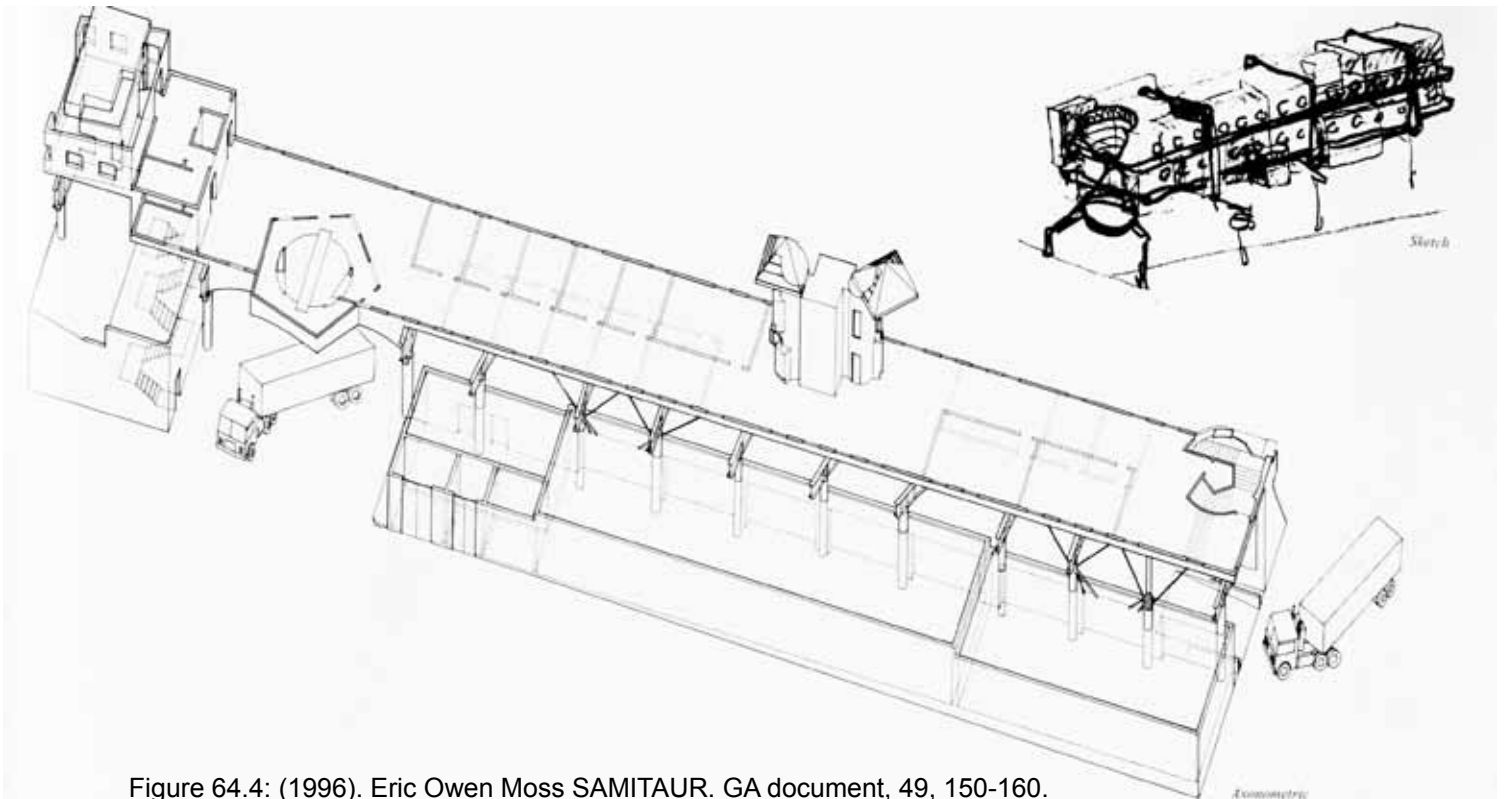 Sketch
Figure 64.4: (1996). Eric Owen Moss SAMITAUR. GA document, 49, 150-160.
Axonometric